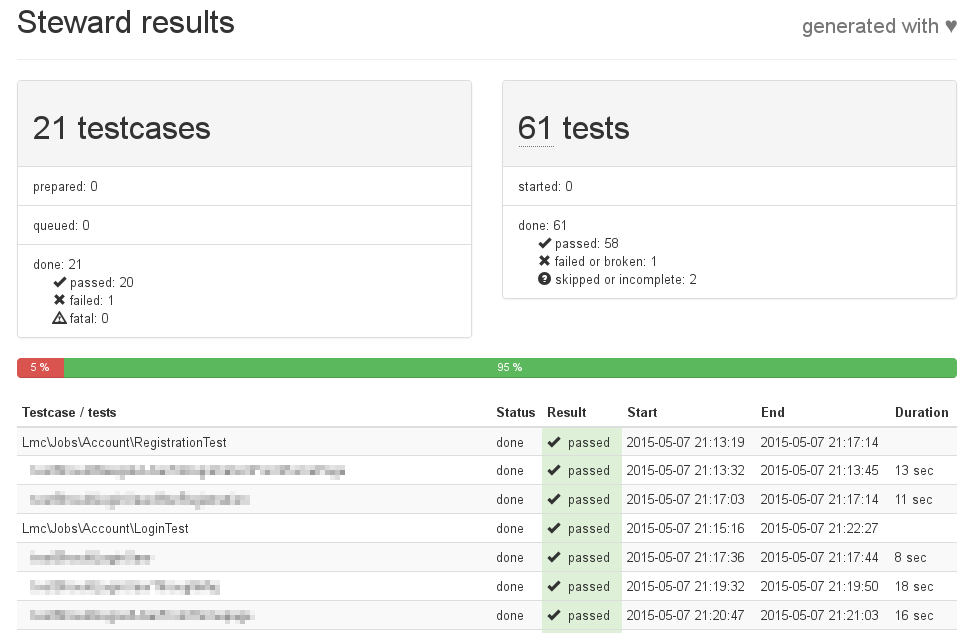 Steward results
generated with ♥
21 testcases
prepared: 0
queued: 0
done: 21
passed: 20
failed: 1
fatal: 0
61 tests
started: 0
done: 61
passed: 58
failed or broken: 1
skipped or incomplete: 2
5 % 95 %
Testcase / tests Status Result Start End Duration
Lmc\Jobs\Account\RegistrationTest done passed 2015-05-07 21:13:19 2015-05-07 21:17:14
done passed 2015-05-07 21:13:32 2015-05-07 21:13:45 13 sec
done passed 2015-05-07 21:17:03 2015-05-07 21:17:14 11 sec
Lmc\Jobs\Account\LoginTest done passed 2015-05-07 21:15:16 2015-05-07 21:22:27
done passed 2015-05-07 21:17:36 2015-05-07 21:17:44 8 sec
done passed 2015-05-07 21:19:32 2015-05-07 21:19:50 18 sec
done passed 2015-05-07 21:20:47 2015-05-07 21:21:03 16 sec